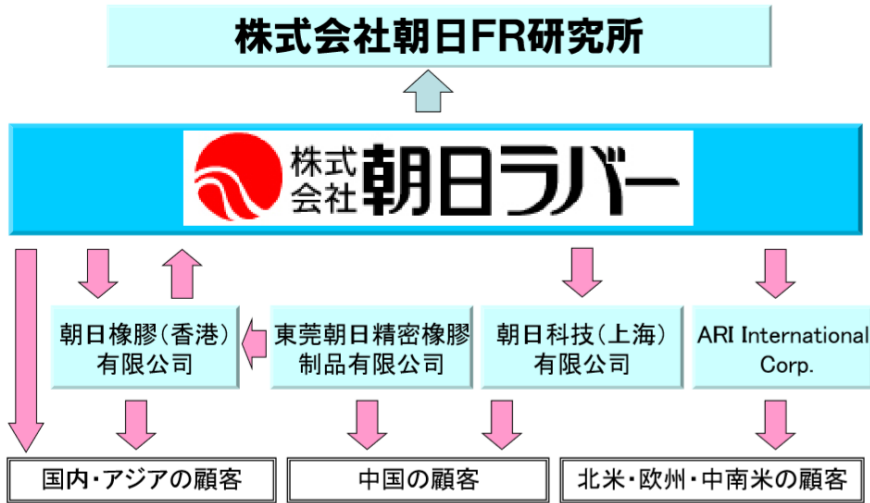 株式会社朝日FR研究所
株式
会社
朝日ラバー
朝日橡膠(香港)
有限公司
東莞朝日精密橡膠
制品有限公司
朝日科技(上海)
有限公司
ARI International
Corp.
国内・アジアの顧客
中国の顧客
北米・欧州・中南米の顧客